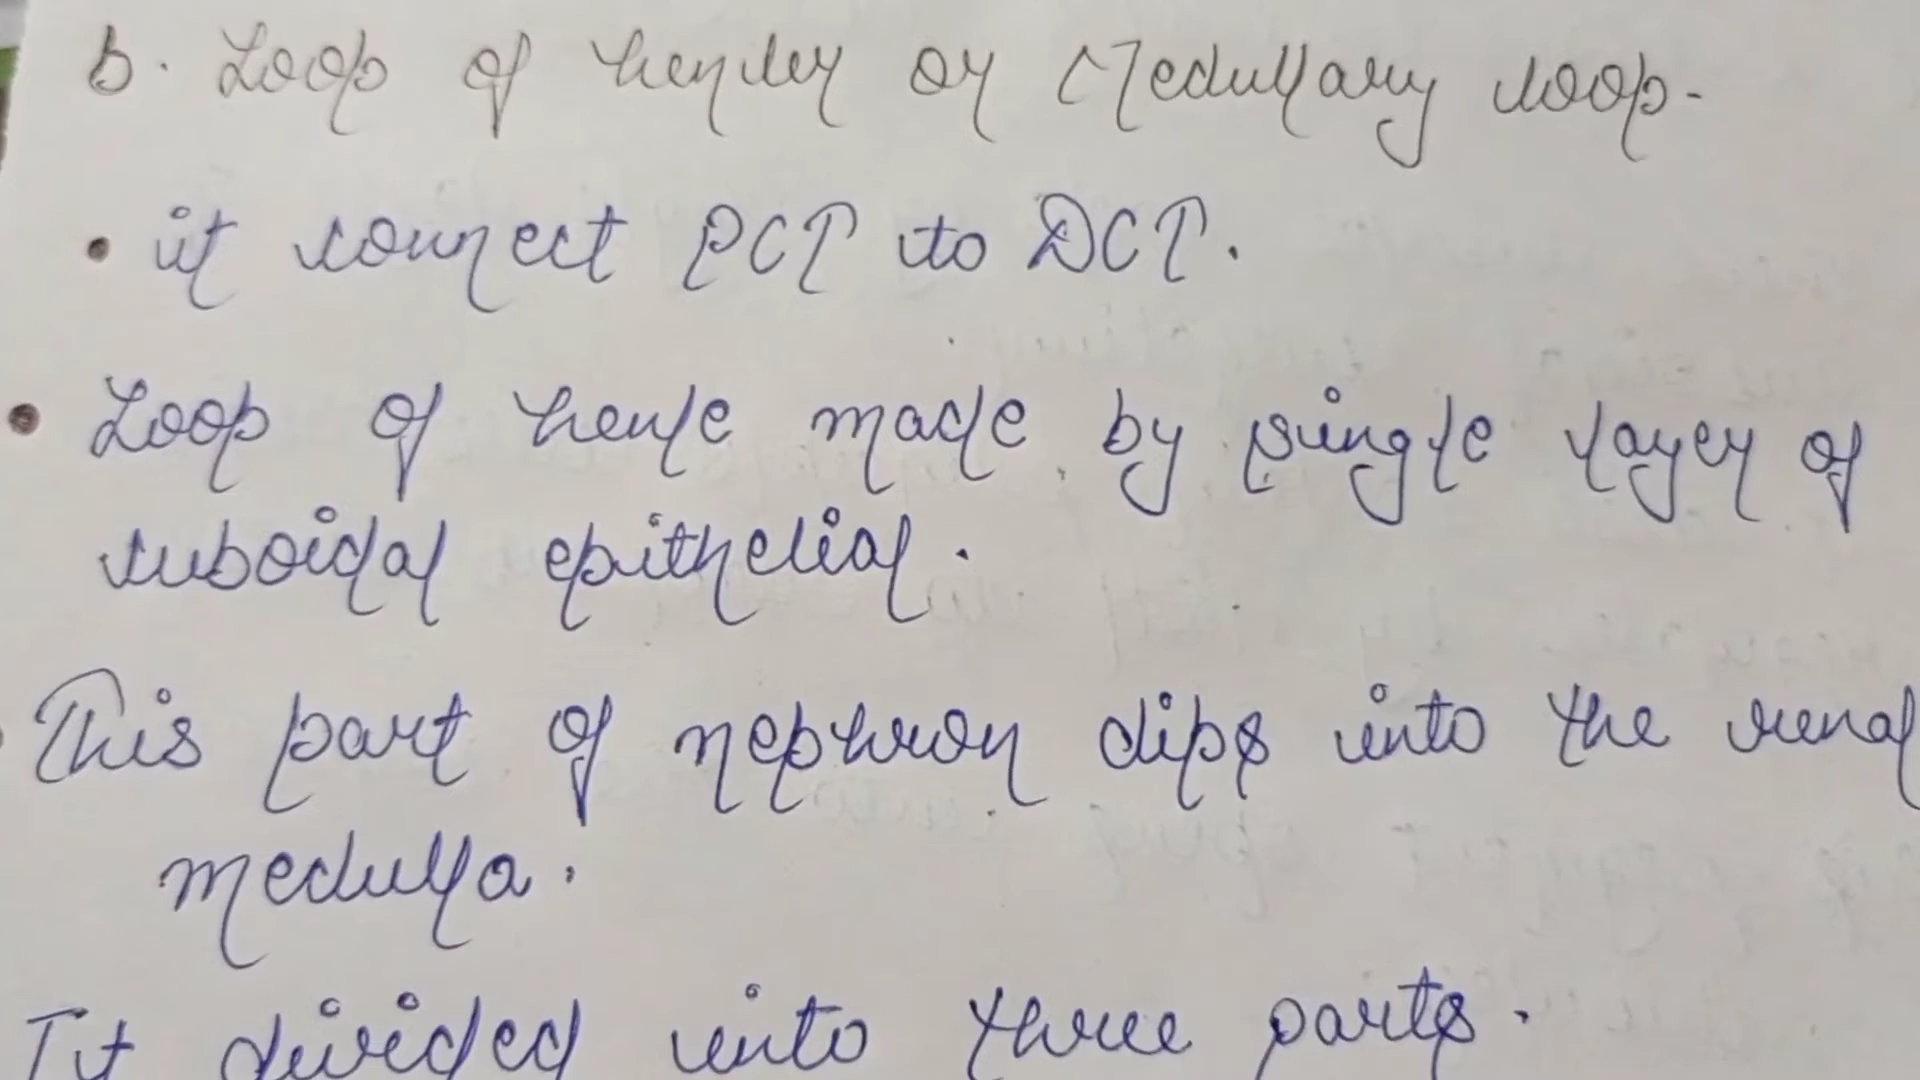 b. Loop of henley or Medullary loop.
• it connect PCT to DCT.
• Loop of henle made by single layer of
cuboidal epithelial.
This part of nephron dips into the renal
medulla.
It divided into three parts.